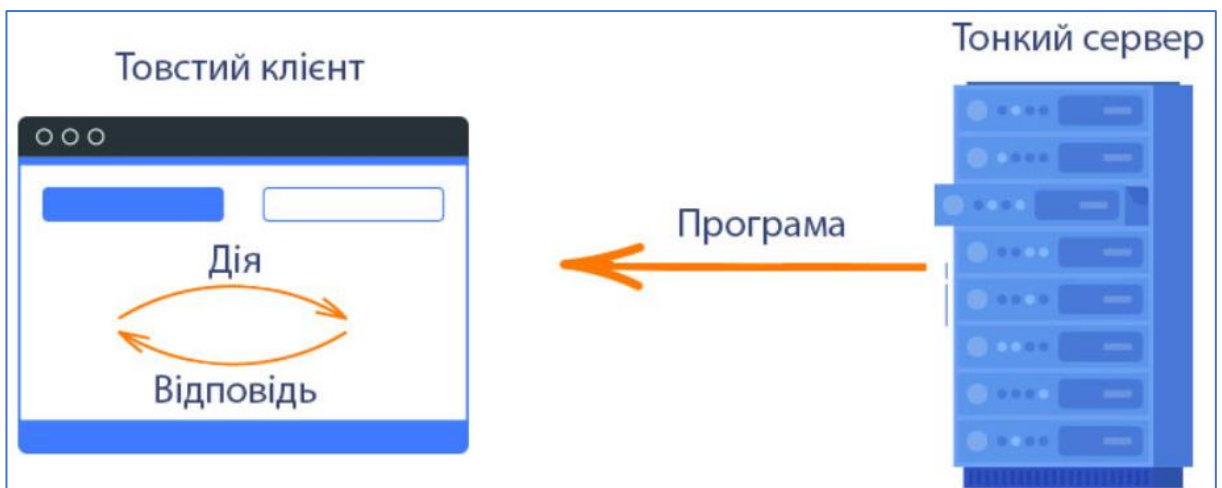 Товстий клієнт
Тонкий сервер
Програма
Дія
Відповідь